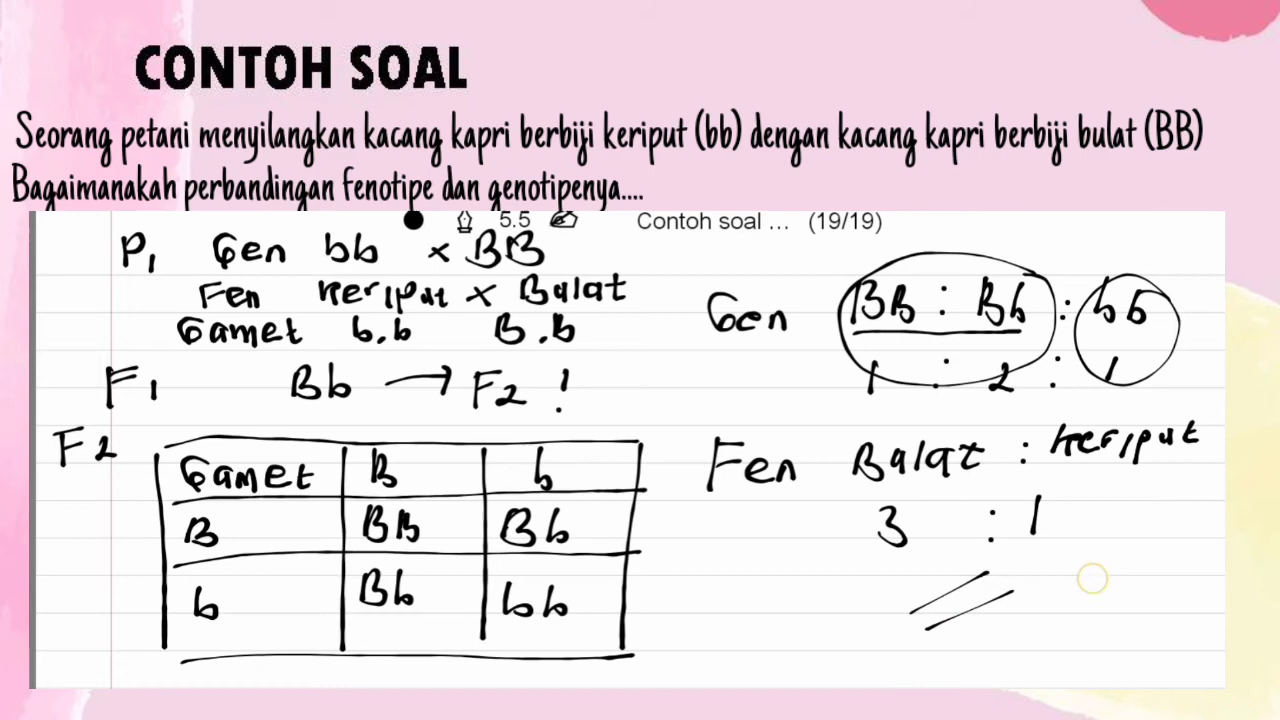 CONTOH SOAL
Seorang petani menyilangkan kacang kapri berbiji keriput (bb) dengan kacang kapri berbiji bulat (BB)
Bagaimanakah perbandingan fenotipe dan genotipenya....
5.5 Contoh soal ... (19/19)
P1 Gen bb × BB
Fen keriput × Bulat
Gamet b.b B.b
F1 Bb → F2 !
F2
Gamet B b
B BB Bb
b Bb bb
Gen BB : Bb : bb
1 : 2 : 1
Fen Bulat : keriput
3 : 1